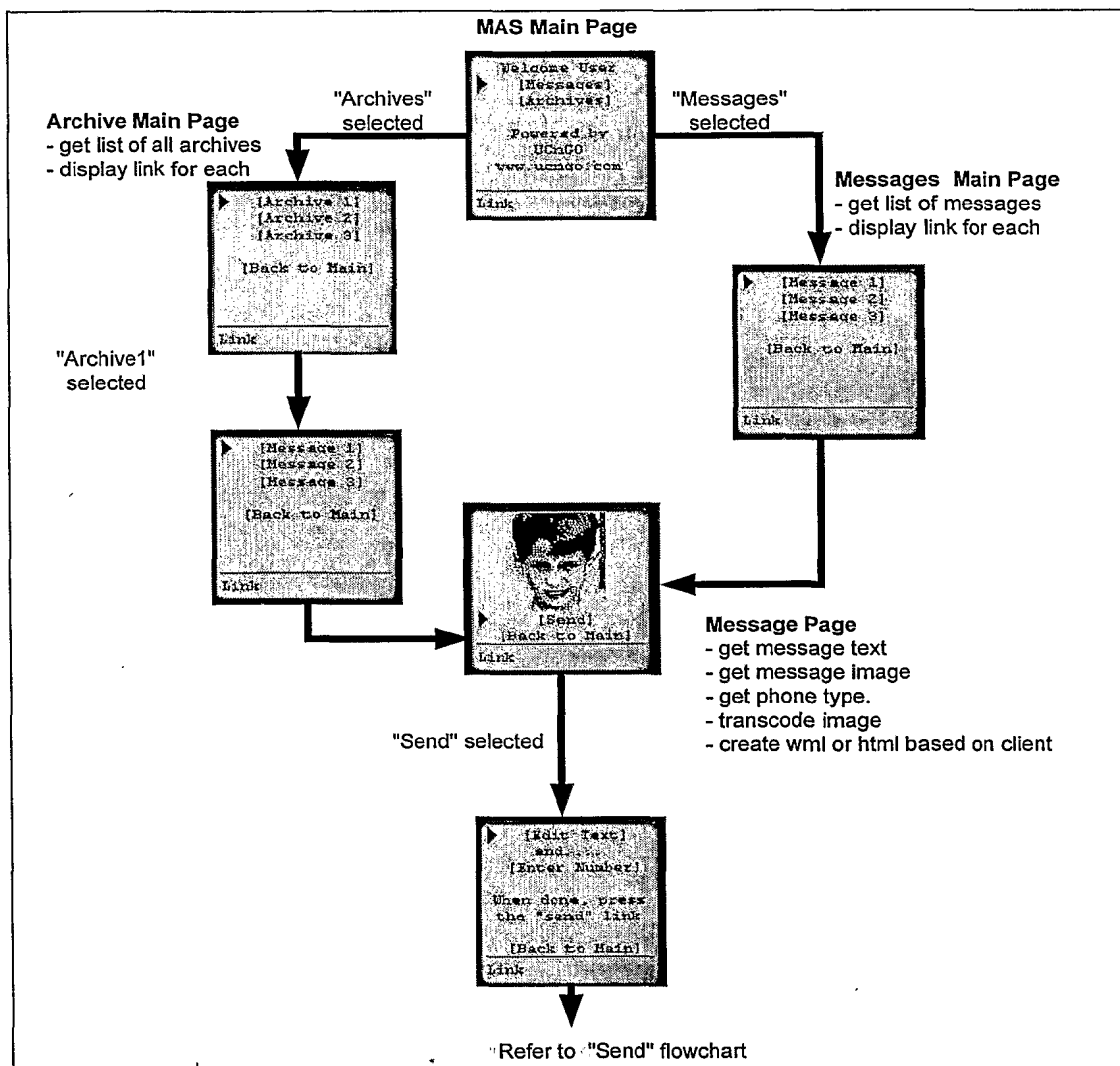 MAS Main Page
Welcome User
[Messages]
[Archives]
Powered by
UCnGO
www.ucngo.com
Link
"Archives"
selected
"Messages"
selected
Archive Main Page
- get list of all archives
- display link for each
[Archive 1]
[Archive 2]
[Archive 3]
[Back to Main]
Link
Messages Main Page
- get list of messages
- display link for each
[Message 1]
[Message 2]
[Message 3]
[Back to Main]
Link
"Archive1"
selected
[Message 1]
[Message 2]
[Message 3]
[Back to Main]
Link
[Send]
[Back to Main]
Link
Message Page
- get message text
- get message image
- get phone type.
- transcode image
- create wml or html based on client
"Send" selected
[Edit Text]
and....
[Enter Number]
When done, press
the "send" link
[Back to Main]
Link
Refer to "Send" flowchart